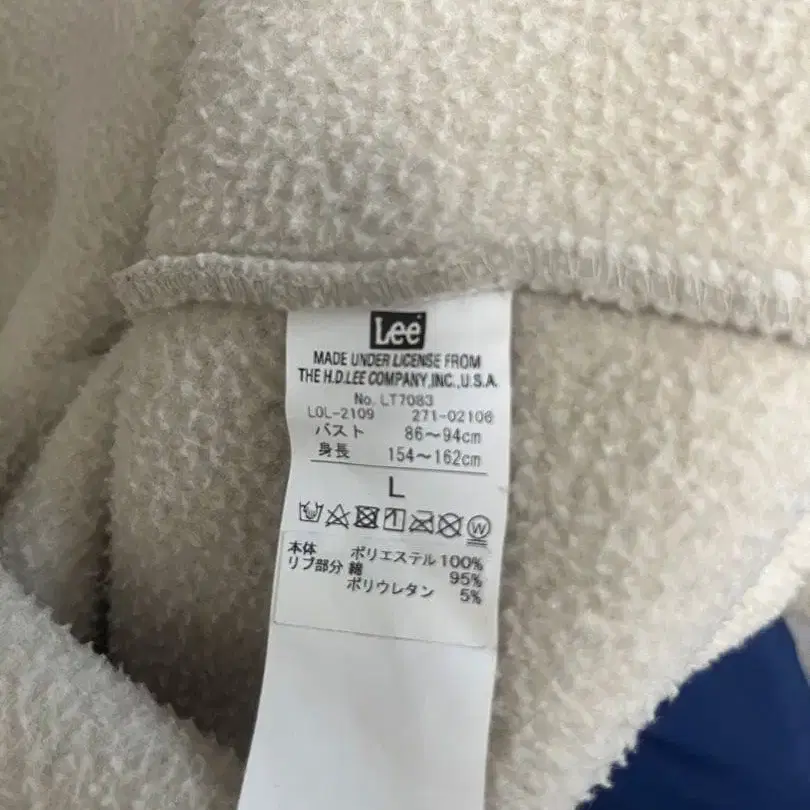 Lee
MADE UNDER LICENSE FROM
THE H.D.LEE COMPANY,INC.,U.S.A.
No. LT7083
LOL-2109 271-02106
バスト 86～94cm
身長 154～162cm
L
本体 ポリエステル100%
リブ部分 綿 95%
ポリウレタン 5%